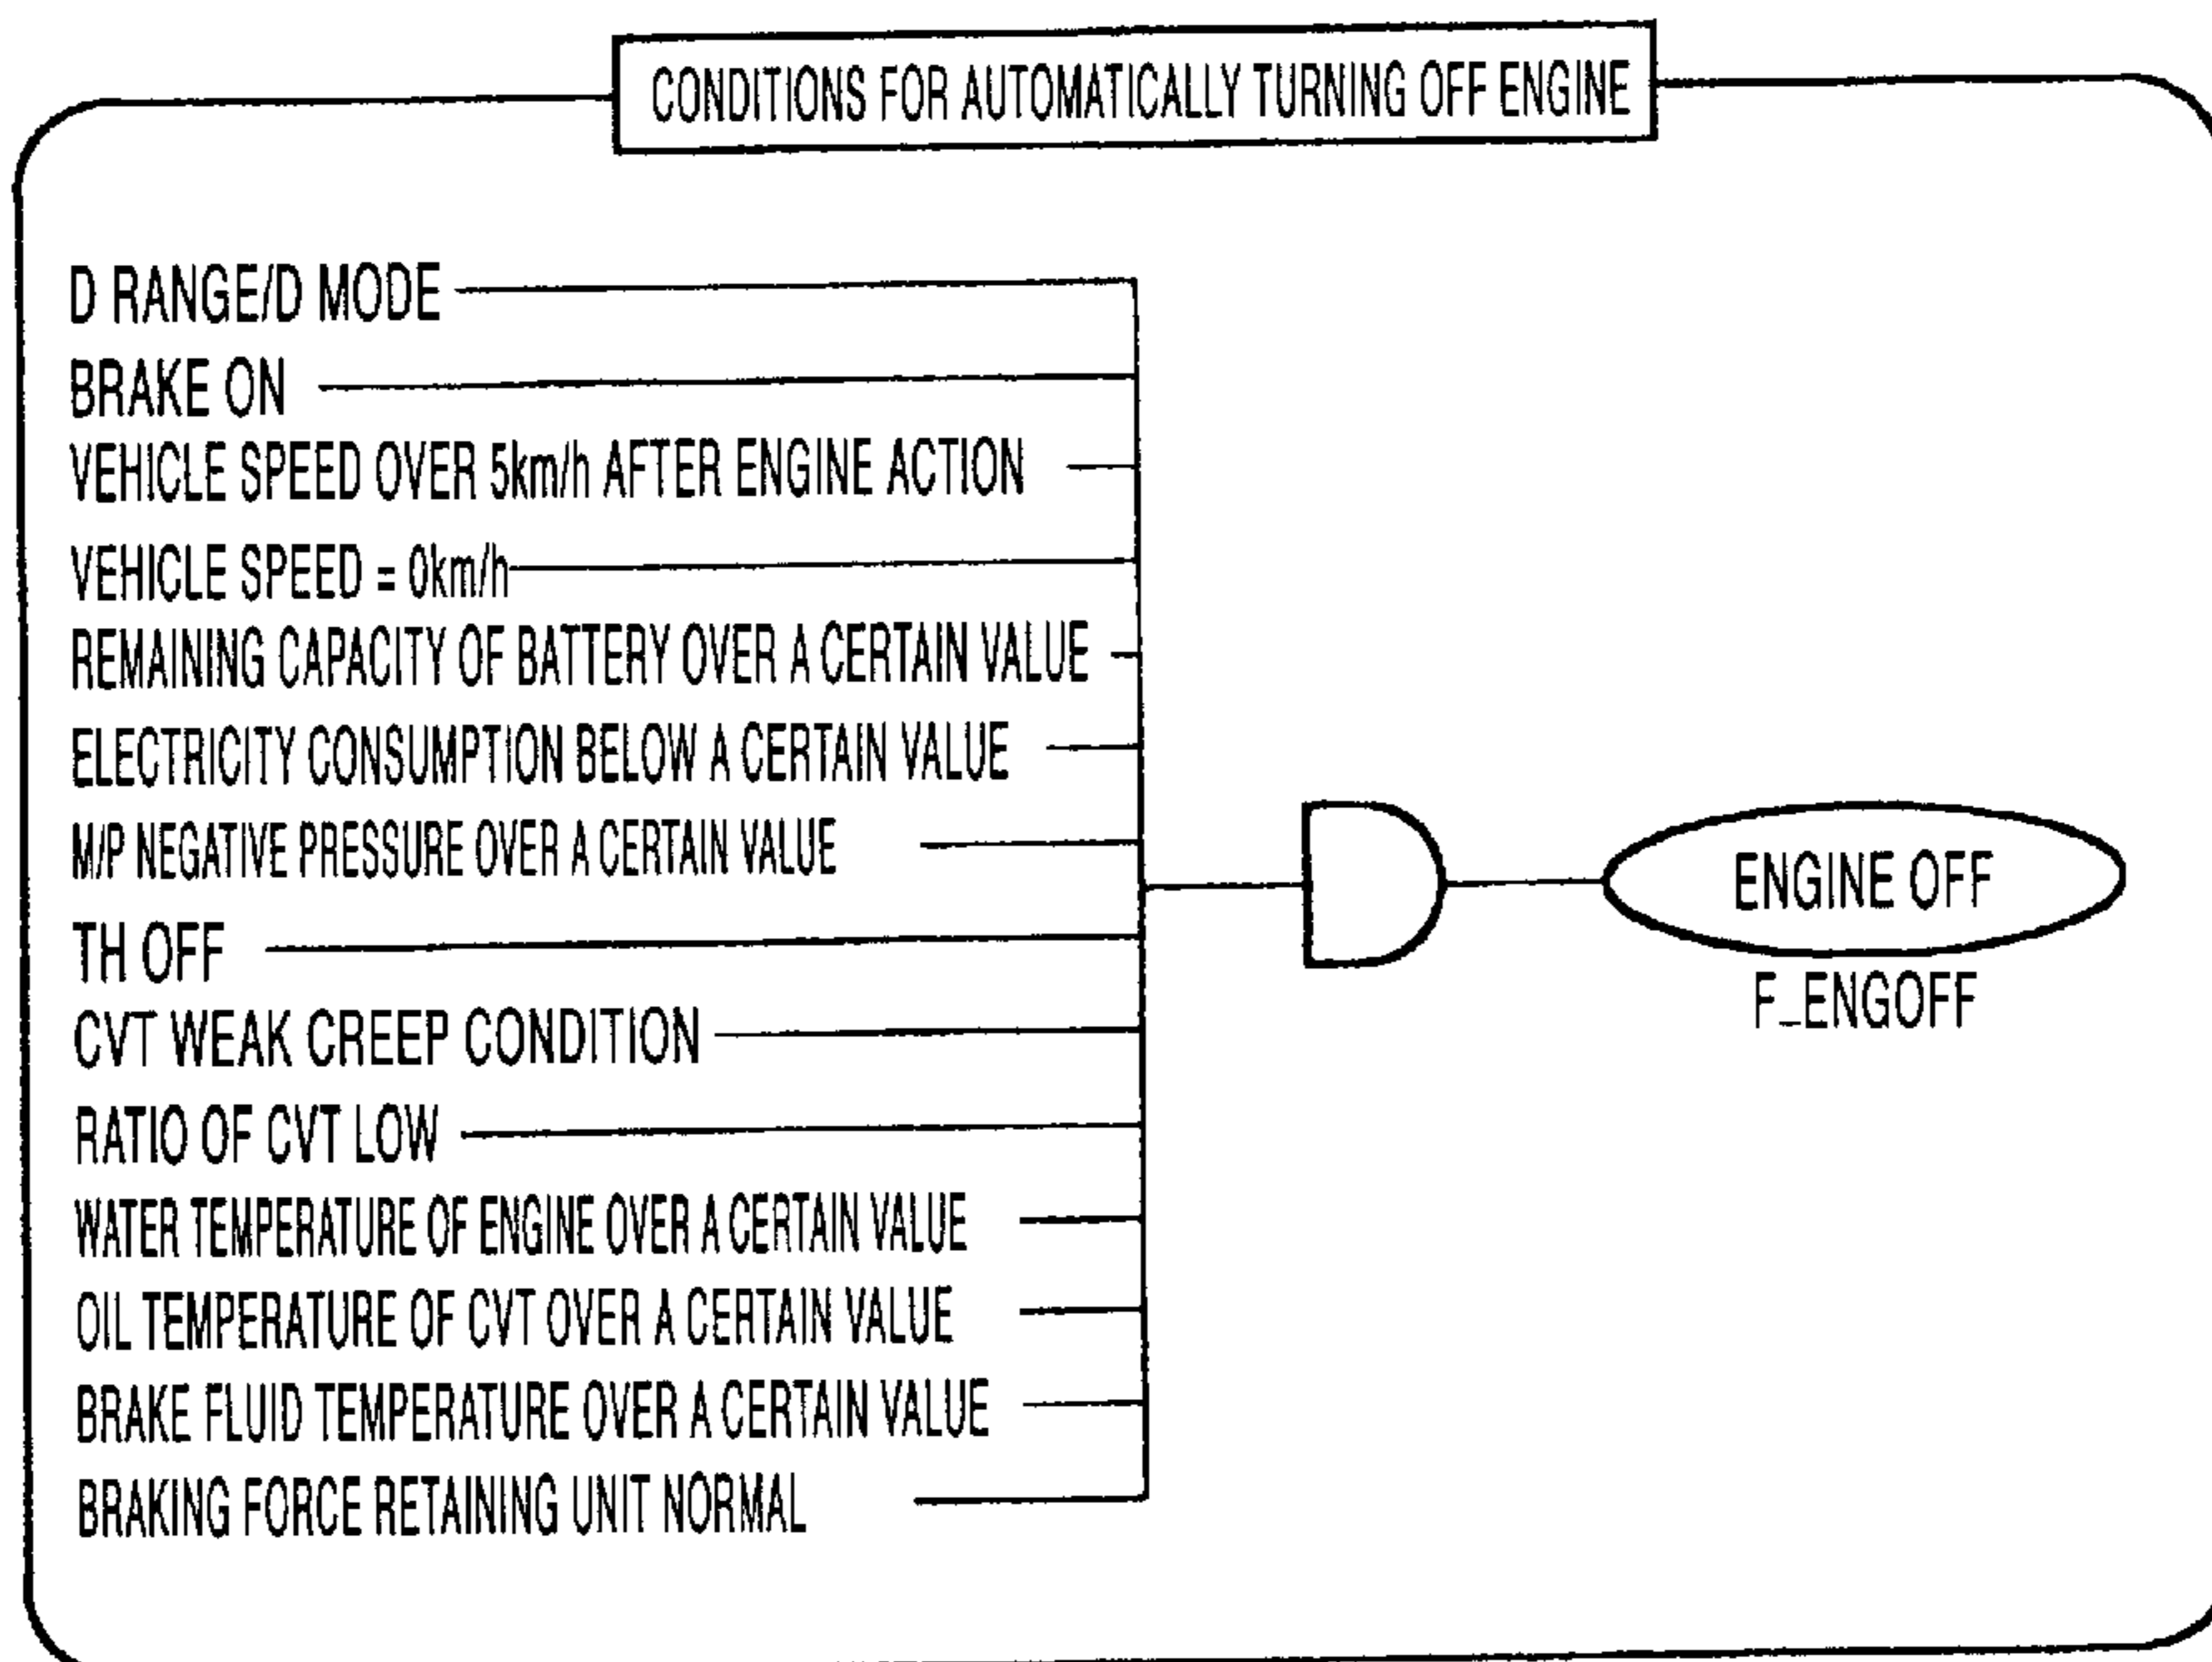 CONDITIONS FOR AUTOMATICALLY TURNING OFF ENGINE
D RANGE/D MODE
BRAKE ON
VEHICLE SPEED OVER 5km/h AFTER ENGINE ACTION
VEHICLE SPEED = 0km/h
REMAINING CAPACITY OF BATTERY OVER A CERTAIN VALUE
ELECTRICITY CONSUMPTION BELOW A CERTAIN VALUE
M/P NEGATIVE PRESSURE OVER A CERTAIN VALUE
TH OFF
CVT WEAK CREEP CONDITION
RATIO OF CVT LOW
WATER TEMPERATURE OF ENGINE OVER A CERTAIN VALUE
OIL TEMPERATURE OF CVT OVER A CERTAIN VALUE
BRAKE FLUID TEMPERATURE OVER A CERTAIN VALUE
BRAKING FORCE RETAINING UNIT NORMAL
ENGINE OFF
F_ENGOFF